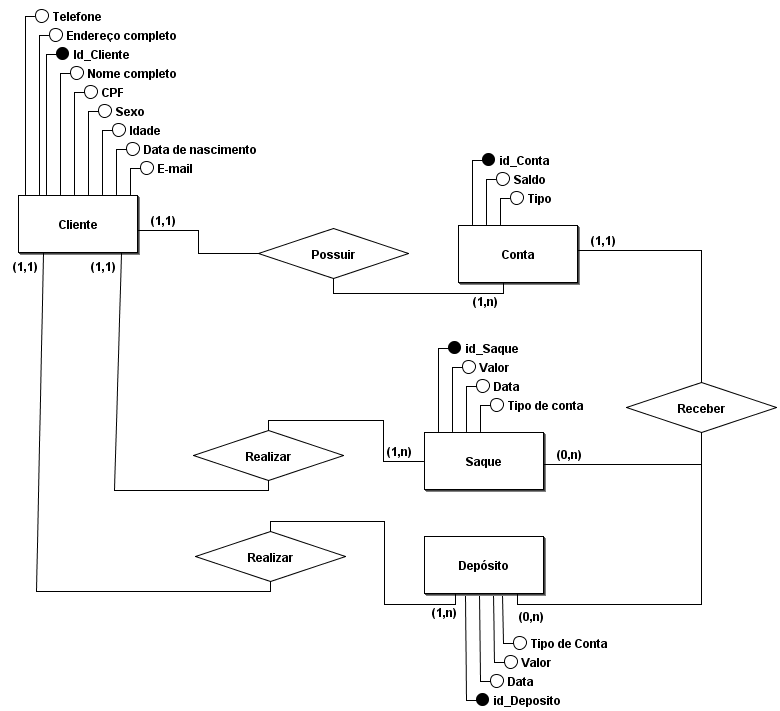 Telefone
Endereço completo
Id_Cliente
Nome completo
CPF
Sexo
Idade
Data de nascimento
E-mail
Cliente
(1,1)
(1,1)
(1,1)
Possuir
id_Conta
Saldo
Tipo
Conta
(1,1)
(1,n)
id_Saque
Valor
Data
Tipo de conta
Receber
Realizar
(1,n)
Saque
(0,n)
Realizar
Depósito
(1,n)
(0,n)
Tipo de Conta
Valor
Data
id_Deposito